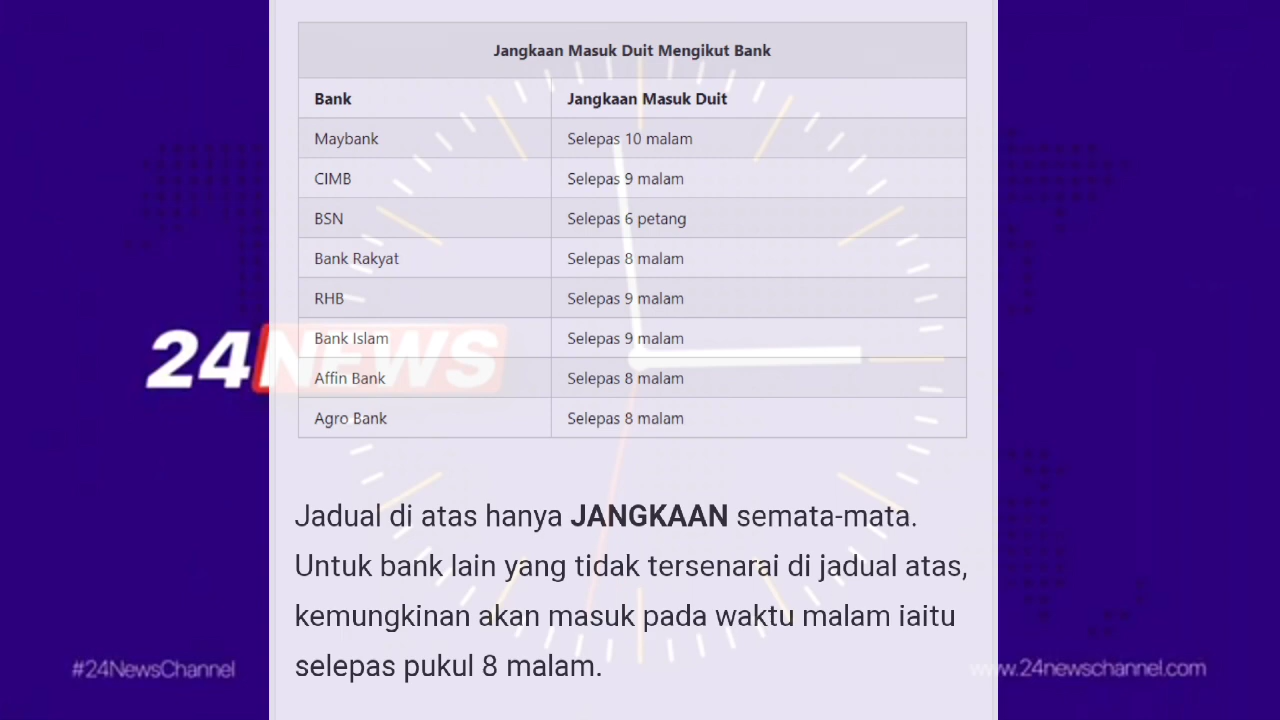 Jangkaan Masuk Duit Mengikut Bank
Bank Jangkaan Masuk Duit
Maybank Selepas 10 malam
CIMB Selepas 9 malam
BSN Selepas 6 petang
Bank Rakyat Selepas 8 malam
RHB Selepas 9 malam
Bank Islam Selepas 9 malam
24NEWS
Affin Bank Selepas 8 malam
Agro Bank Selepas 8 malam
Jadual di atas hanya JANGKAAN semata-mata.
Untuk bank lain yang tidak tersenarai di jadual atas,
kemungkinan akan masuk pada waktu malam iaitu
selepas pukul 8 malam.
#24NewsChannel
www.24newschannel.com